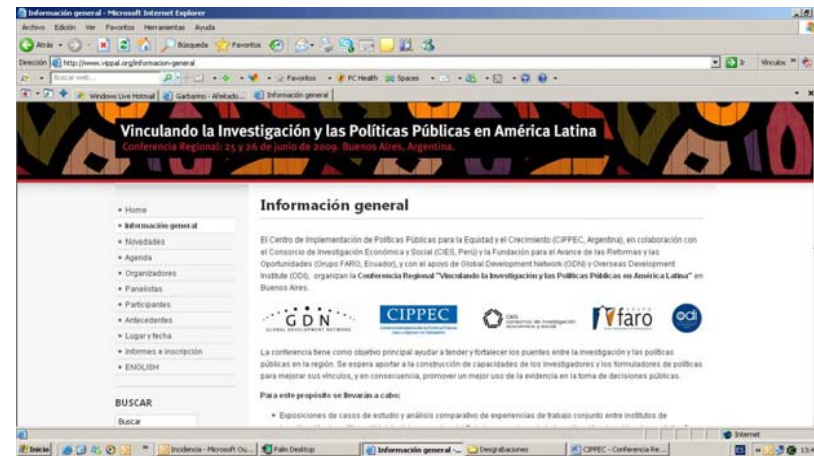 Información general - Microsoft Internet Explorer
Archivo Edición Ver Favoritos Herramientas Ayuda
Atrás Búsqueda Favoritos
Dirección http://www.vippal.org/informacion-general Ir Vínculos
Buscar web... Favoritos PC Health Spaces
Windows Live Hotmail Garbarino - Afeitado... Información general
Vinculando la Investigación y las Políticas Públicas en América Latina
Conferencia Regional: 25 y 26 de junio de 2009. Buenos Aires, Argentina.
Home
Información general
Novedades
Agenda
Organizadores
Panelistas
Participantes
Antecedentes
Lugar y fecha
Informes e inscripción
ENGLISH
BUSCAR
Buscar
Información general
El Centro de Implementación de Políticas Públicas para la Equidad y el Crecimiento (CIPPEC, Argentina), en colaboración con
el Consorcio de Investigación Económica y Social (CIES, Perú) y la Fundación para el Avance de las Reformas y las
Oportunidades (Grupo FARO, Ecuador), y con el apoyo de Global Development Network (GDN) y Overseas Development
Institute (ODI), organizan la Conferencia Regional "Vinculando la Investigación y las Políticas Públicas en América Latina" en
Buenos Aires.
GDN
GLOBAL DEVELOPMENT NETWORK
CIPPEC
cies
consorcio de investigación
económica y social
GRUPO
faro
odi
La conferencia tiene como objetivo principal ayudar a tender y fortalecer los puentes entre la investigación y las políticas
públicas en la región. Se espera aportar a la construcción de capacidades de los investigadores y los formuladores de políticas
para mejorar sus vínculos, y en consecuencia, promover un mejor uso de la evidencia en la toma de decisiones públicas.
Para este propósito se llevarán a cabo:
Exposiciones de casos de estudio y análisis comparativo de experiencias de trabajo conjunto entre institutos de
Internet
Inicio Incidencia - Microsoft Ou... Palm Desktop Información general -... Desgrabaciones CIPPEC - Conferencia Re...